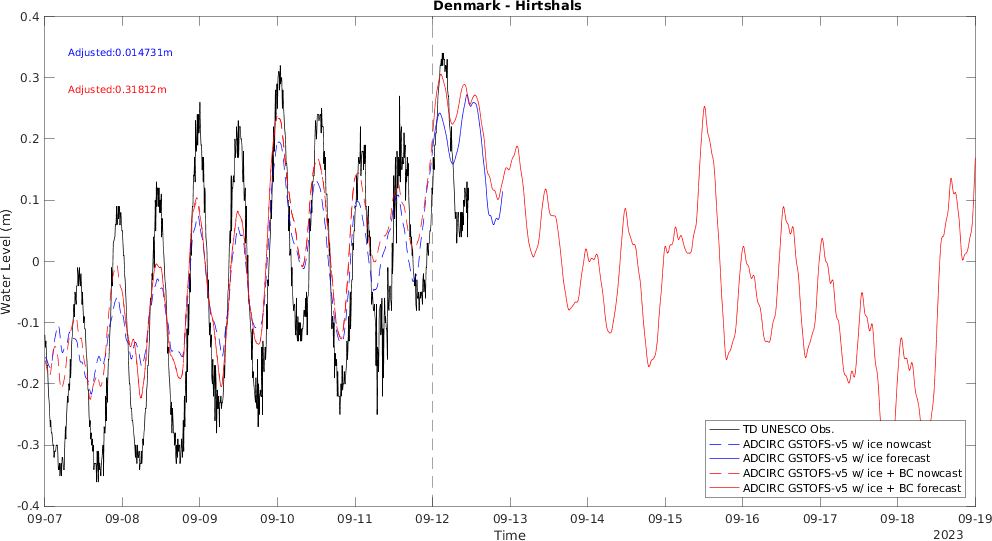 Denmark - Hirtshals
0.4
0.3
0.2
0.1
0
-0.1
-0.2
-0.3
-0.4
Water Level (m)
Adjusted:0.014731m
Adjusted:0.31812m
TD UNESCO Obs.
ADCIRC GSTOFS-v5 w/ ice nowcast
ADCIRC GSTOFS-v5 w/ ice forecast
ADCIRC GSTOFS-v5 w/ ice + BC nowcast
ADCIRC GSTOFS-v5 w/ ice + BC forecast
09-07 09-08 09-09 09-10 09-11 09-12 09-13 09-14 09-15 09-16 09-17 09-18 09-19
Time
2023